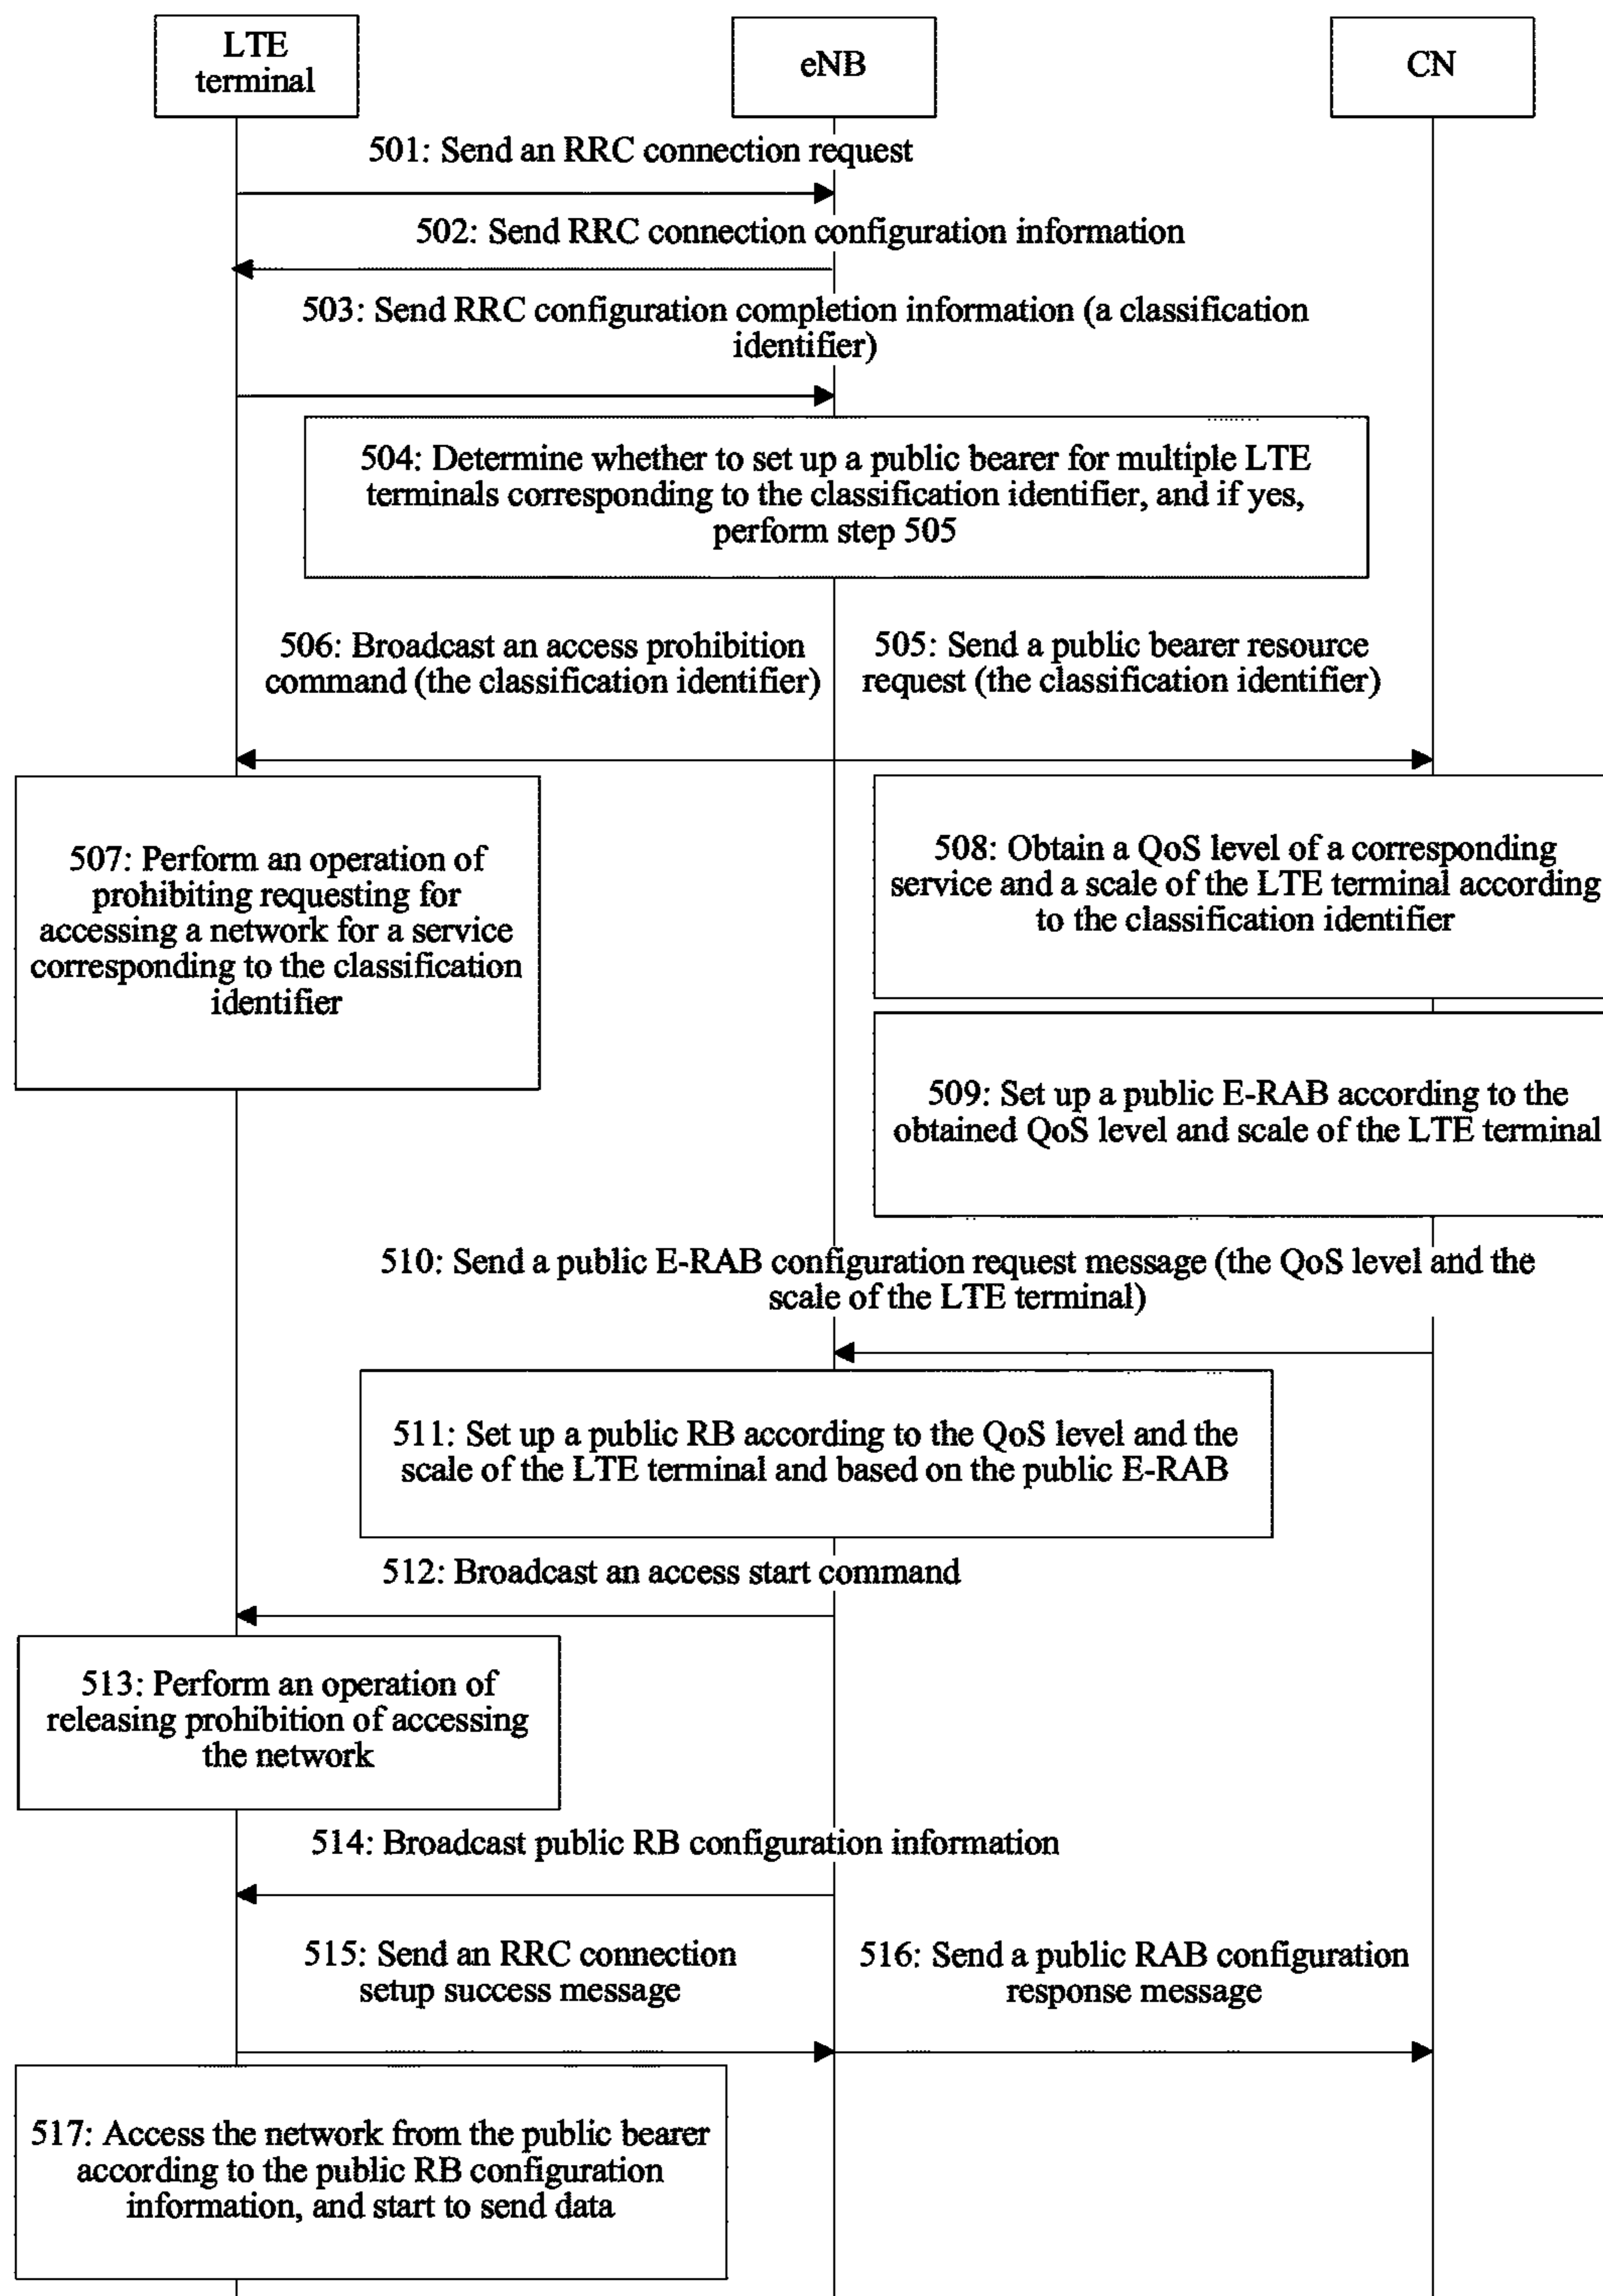 LTE
terminal
eNB
CN
501: Send an RRC connection request
502: Send RRC connection configuration information
503: Send RRC configuration completion information (a classification
identifier)
504: Determine whether to set up a public bearer for multiple LTE
terminals corresponding to the classification identifier, and if yes,
perform step 505
506: Broadcast an access prohibition
command (the classification identifier)
505: Send a public bearer resource
request (the classification identifier)
507: Perform an operation of
prohibiting requesting for
accessing a network for a service
corresponding to the classification
identifier
508: Obtain a QoS level of a corresponding
service and a scale of the LTE terminal according
to the classification identifier
509: Set up a public E-RAB according to the
obtained QoS level and scale of the LTE terminal
510: Send a public E-RAB configuration request message (the QoS level and the
scale of the LTE terminal)
511: Set up a public RB according to the QoS level and the
scale of the LTE terminal and based on the public E-RAB
512: Broadcast an access start command
513: Perform an operation of
releasing prohibition of accessing
the network
514: Broadcast public RB configuration information
515: Send an RRC connection
setup success message
516: Send a public RAB configuration
response message
517: Access the network from the public bearer
according to the public RB configuration
information, and start to send data